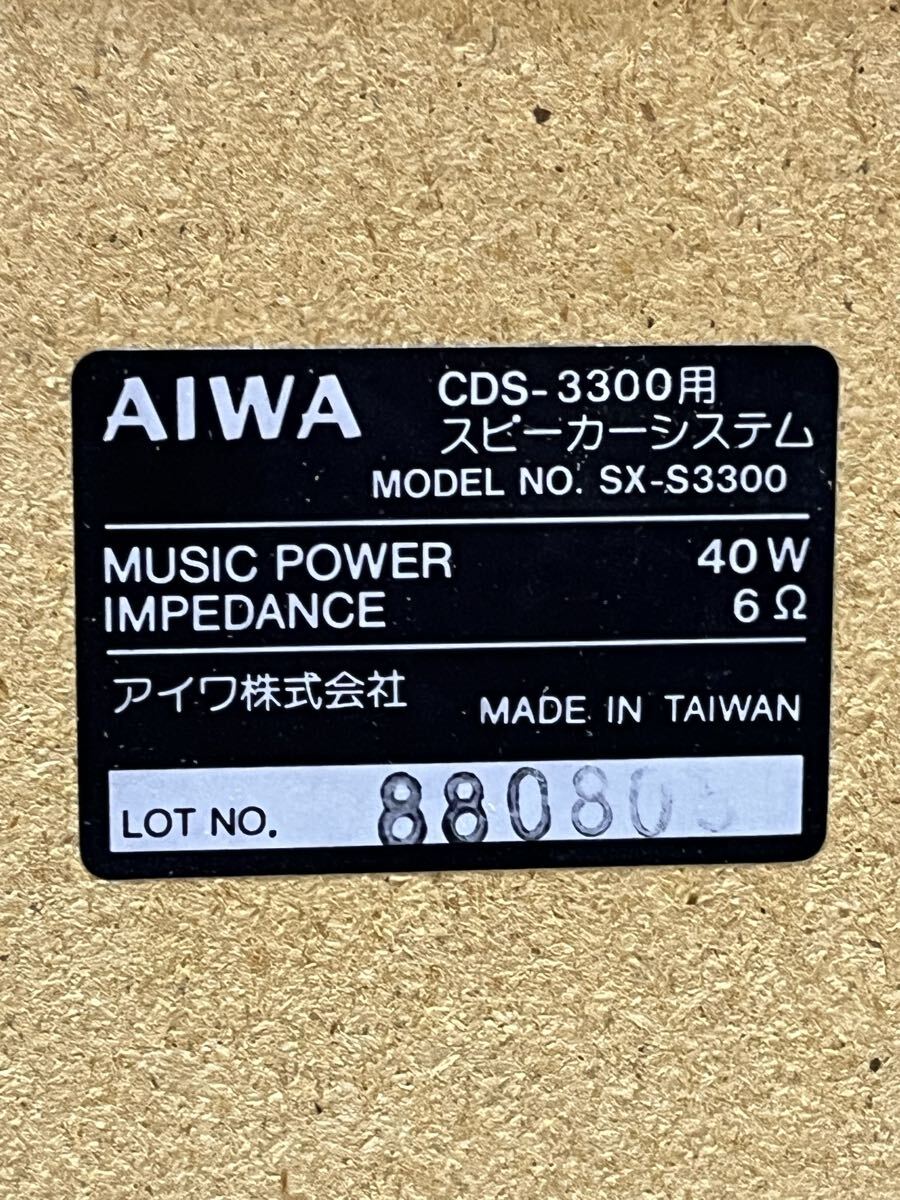 AIWA
CDS-3300用
スピーカーシステム
MODEL NO. SX-S3300
MUSIC POWER 40W
IMPEDANCE 6Ω
アイワ株式会社
MADE IN TAIWAN
LOT NO.